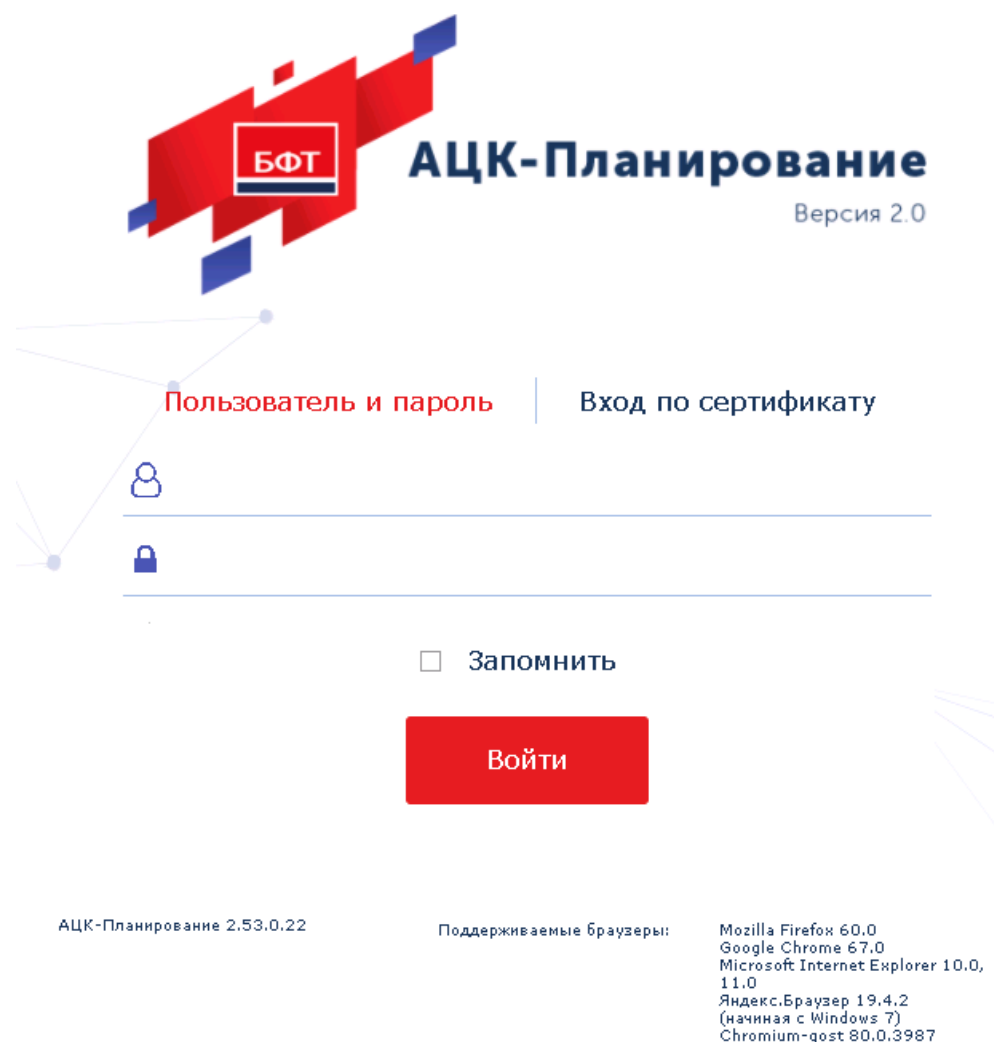 БФТ
АЦК-Планирование
Версия 2.0
Пользователь и пароль
Вход по сертификату
Запомнить
Войти
АЦК-Планирование 2.53.0.22
Поддерживаемые браузеры:
Mozilla Firefox 60.0
Google Chrome 67.0
Microsoft Internet Explorer 10.0,
11.0
Яндекс.Браузер 19.4.2
(начиная с Windows 7)
Chromium-gost 80.0.3987